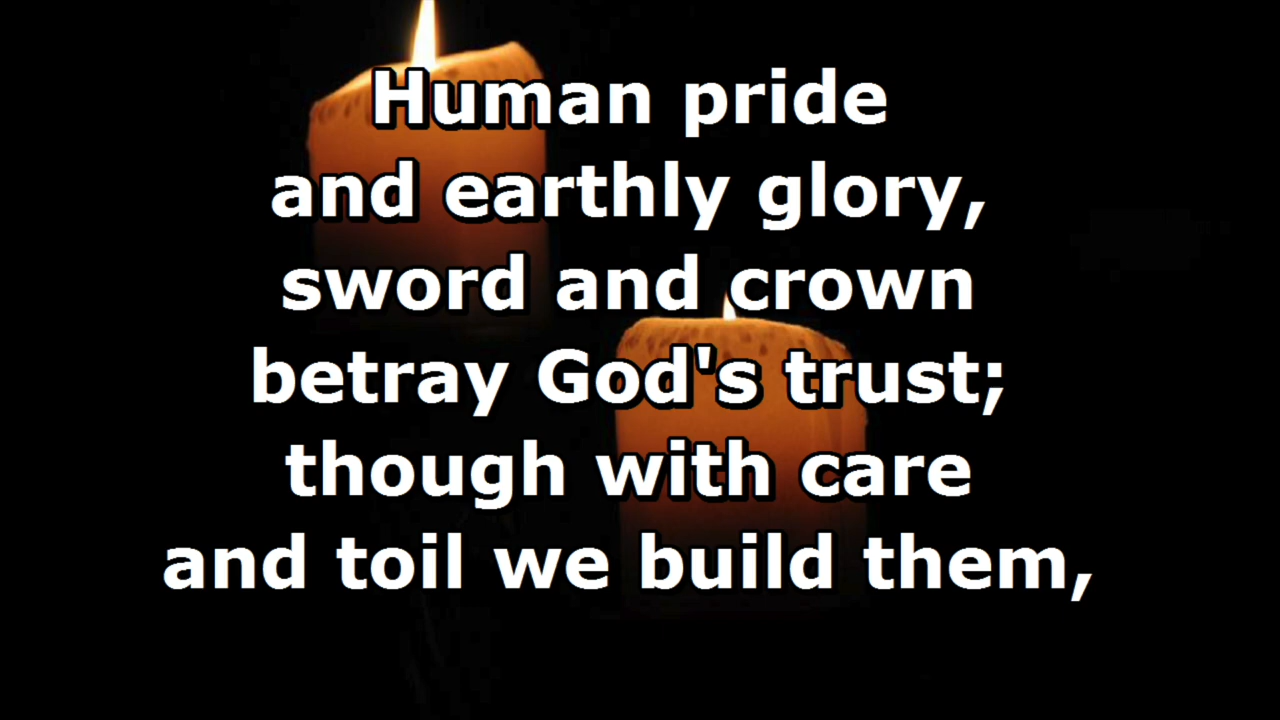 Human pride
and earthly glory,
sword and crown
betray God's trust;
though with care
and toil we build them,